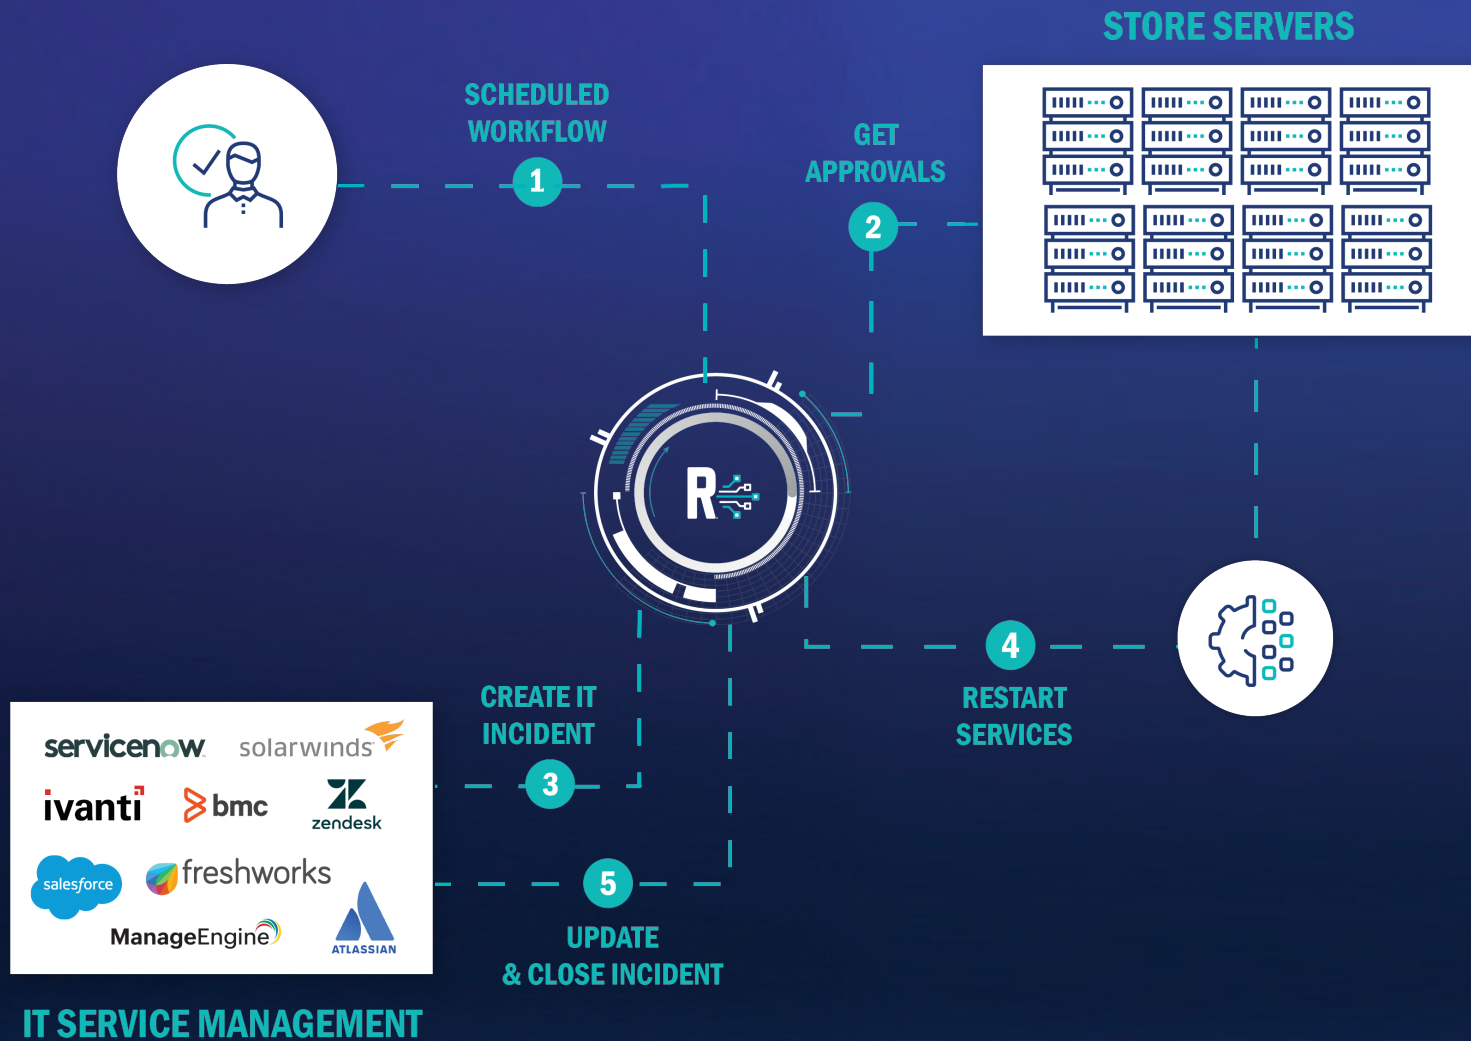 STORE SERVERS
SCHEDULED
WORKFLOW
1
GET
APPROVALS
2
R
CREATE IT
INCIDENT
3
4
RESTART
SERVICES
servicenow
solarwinds
ivanti
bmc
zendesk
salesforce
freshworks
ManageEngine
ATLASSIAN
5
UPDATE
& CLOSE INCIDENT
IT SERVICE MANAGEMENT